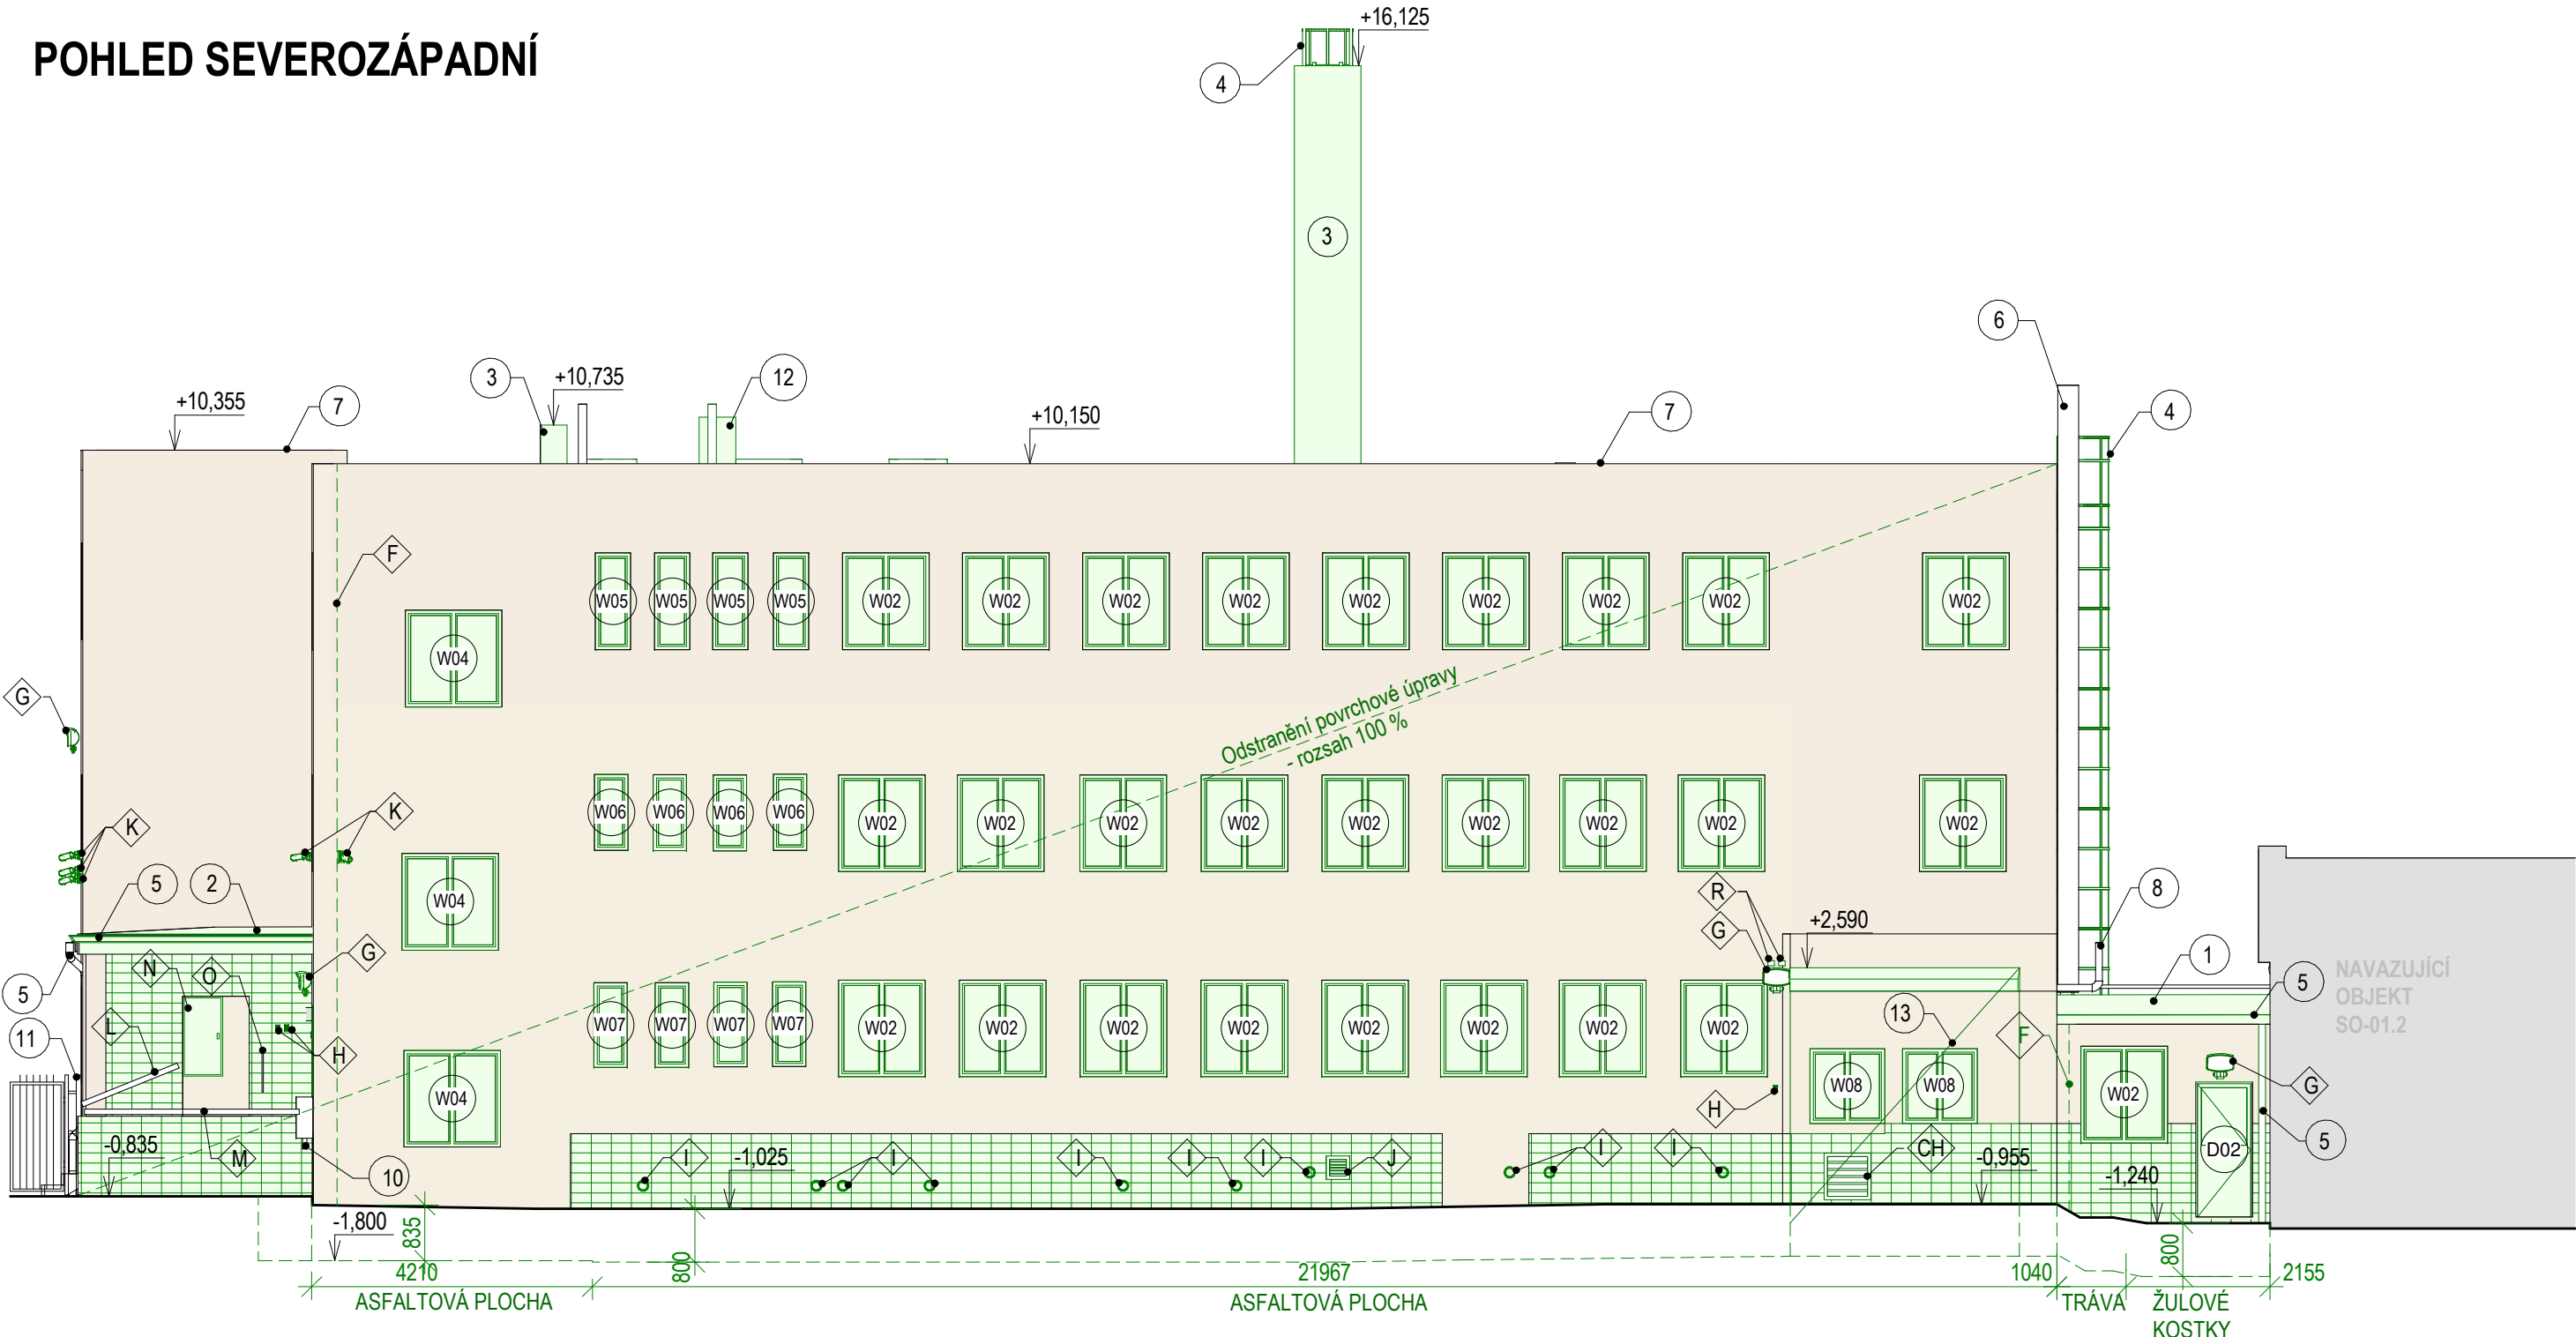 POHLED SEVEROZÁPADNÍ
+16,125
4
3
6
3
+10,735
12
+10,355
7
+10,150
7
4
F
W05 W05 W05 W05 W02 W02 W02 W02 W02 W02 W02 W02 W02
W04
G
Odstranění povrchové úpravy
- rozsah 100 %
K
K
W06 W06 W06 W06 W02 W02 W02 W02 W02 W02 W02 W02 W02
5
2
W04
R
8
G
+2,590
G
N
O
1
5
5
NAVAZUJÍCÍ
OBJEKT
SO-01.2
13
L
11
H
F
W07 W07 W07 W07 W02 W02 W02 W02 W02 W02 W02 W02
W04
H
W08 W08
W02
G
-0,835
M
10
I
-1,025
I
I
I
I
J
I
I
CH
-0,955
-1,240
D02
5
-1,800
835
800
800
4210
21967
1040
2155
ASFALTOVÁ PLOCHA
ASFALTOVÁ PLOCHA
TRÁVA
ŽULOVÉ
KOSTKY